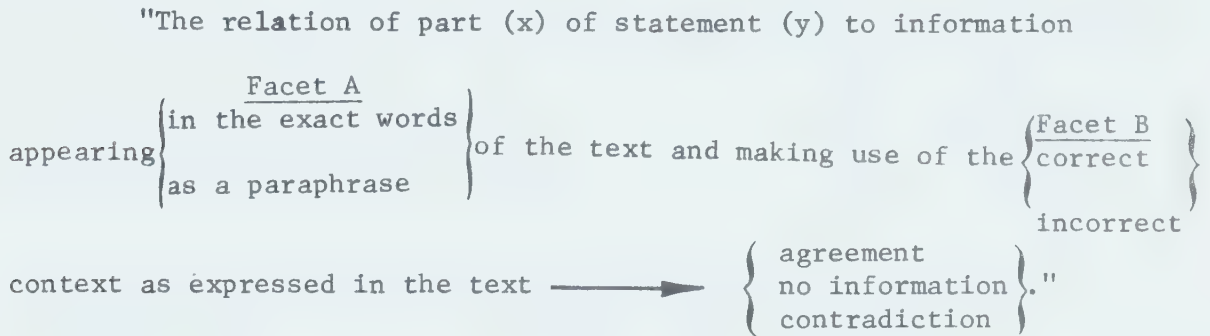 "The relation of part (x) of statement (y) to information
Facet A
in the exact words
appearing
of the text and making use of the
as a paraphrase
Facet B
correct
incorrect
context as expressed in the text
agreement
no information
contradiction
."